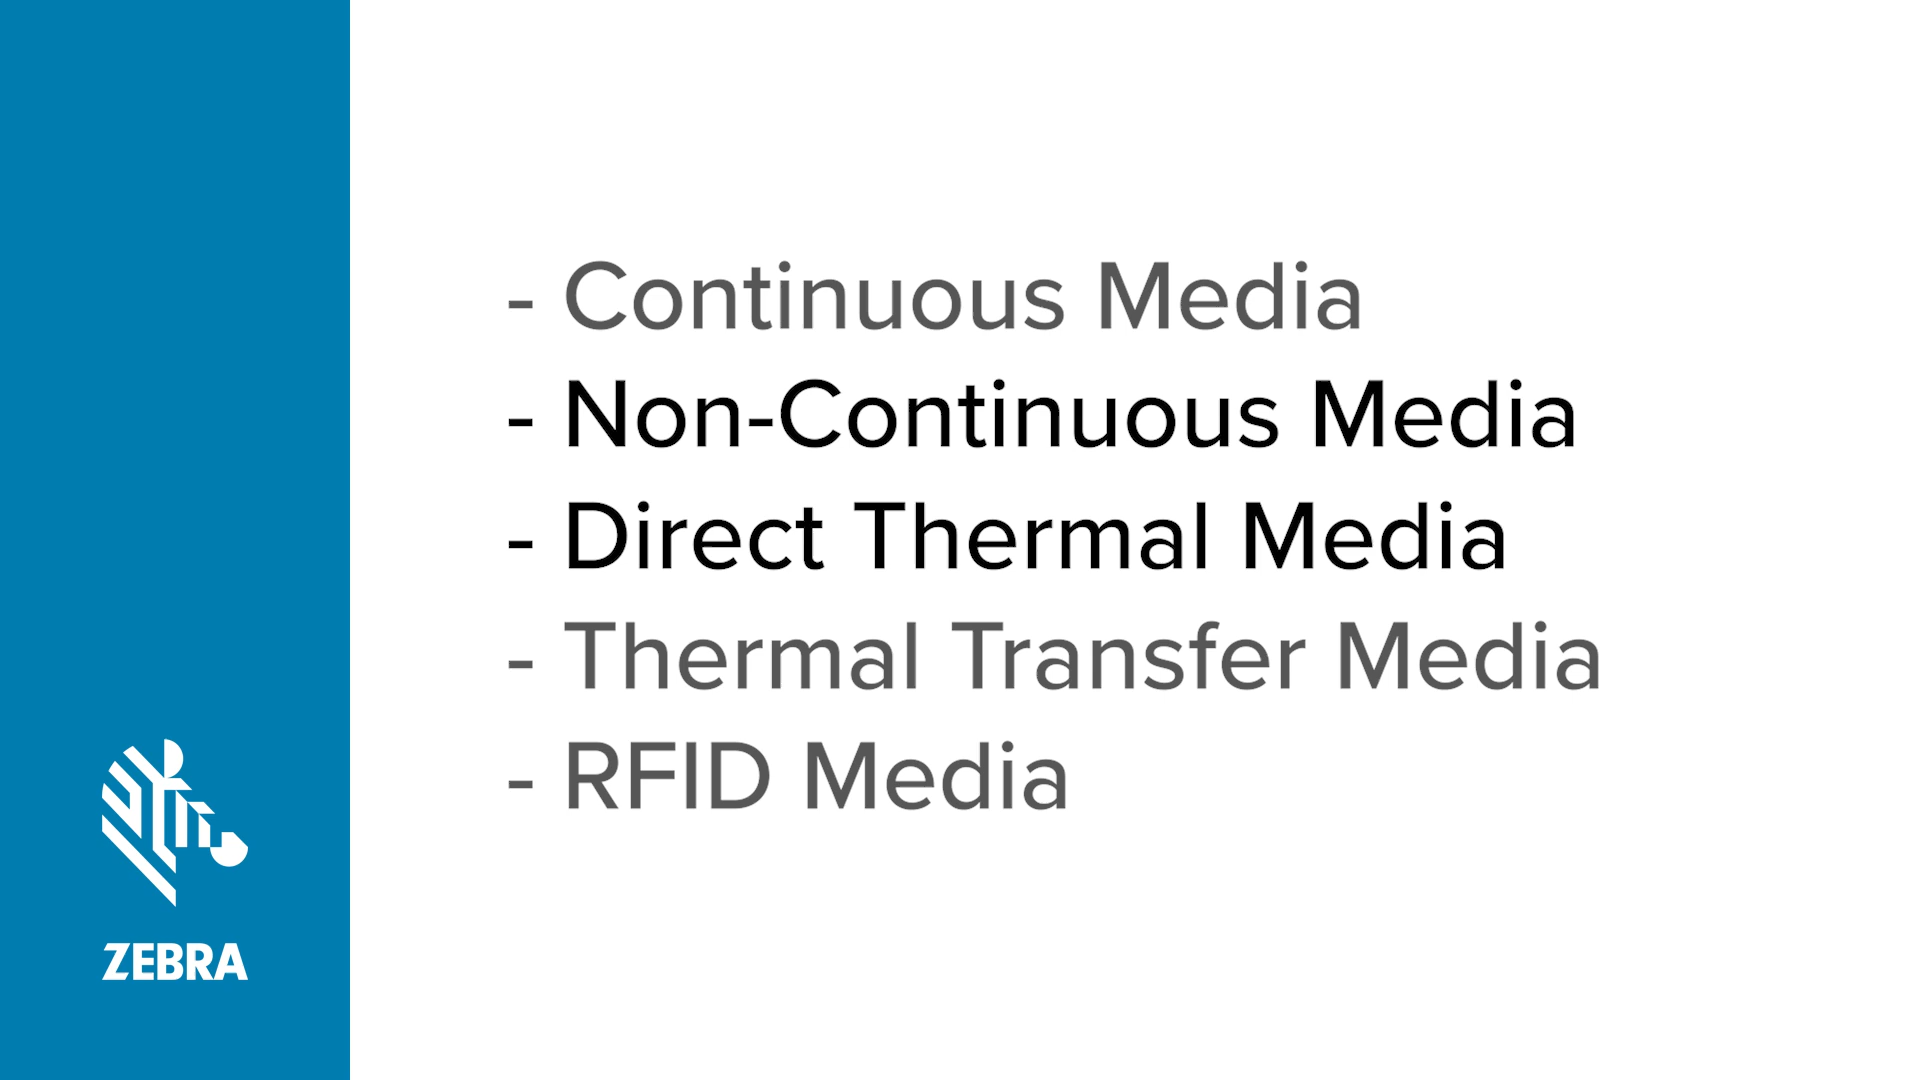 - Continuous Media
- Non-Continuous Media
- Direct Thermal Media
- Thermal Transfer Media
- RFID Media
ZEBRA